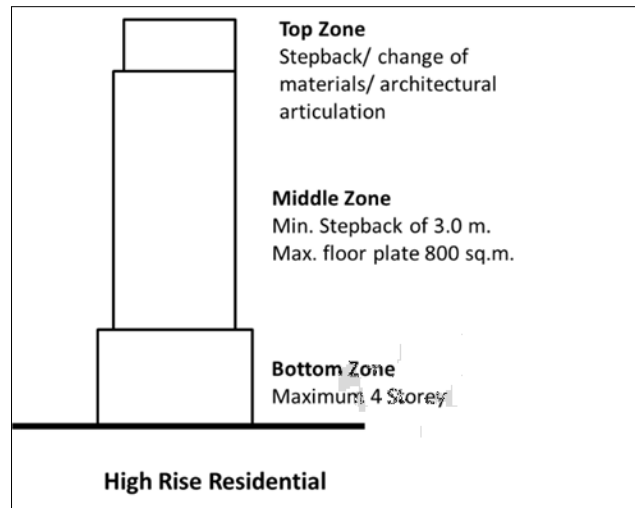 Top Zone
Stepback/ change of
materials/ architectural
articulation
Middle Zone
Min. Stepback of 3.0 m.
Max. floor plate 800 sq.m.
Bottom Zone
Maximum 4 Storey
High Rise Residential